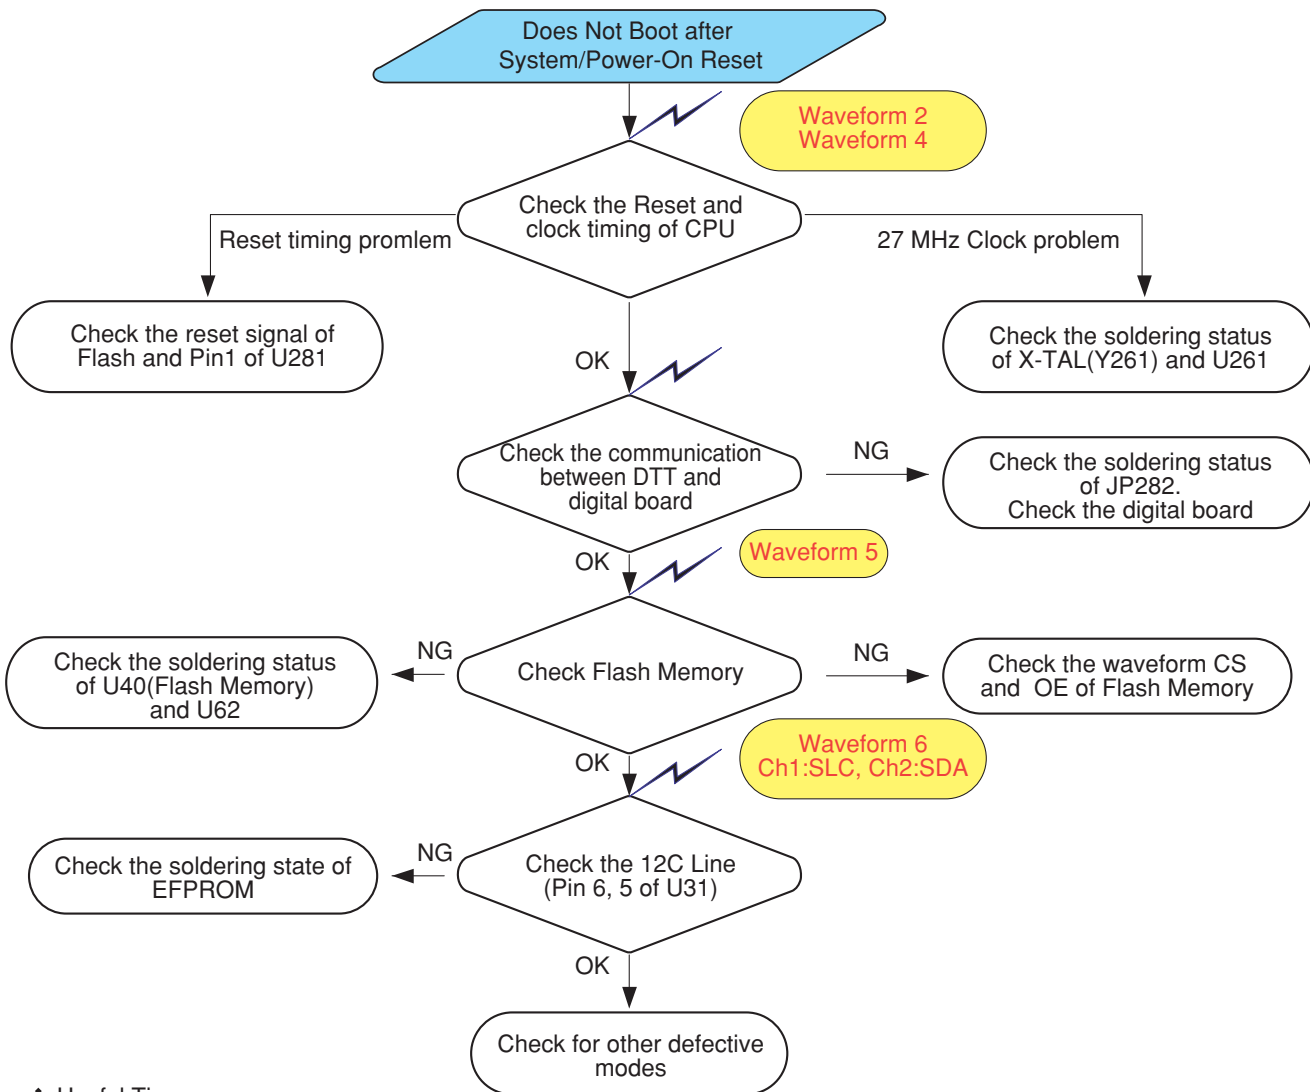 Does Not Boot after
System/Power-On Reset
Waveform 2
Waveform 4
Check the Reset and
clock timing of CPU
Reset timing promlem
27 MHz Clock problem
Check the reset signal of
Flash and Pin1 of U281
OK
Check the soldering status
of X-TAL(Y261) and U261
Check the communication
between DTT and
digital board
NG
Check the soldering status
of JP282.
Check the digital board
OK
Waveform 5
Check the soldering status
of U40(Flash Memory)
and U62
NG
Check Flash Memory
NG
Check the waveform CS
and OE of Flash Memory
OK
Waveform 6
Ch1:SLC, Ch2:SDA
Check the soldering state of
EFPROM
NG
Check the 12C Line
(Pin 6, 5 of U31)
OK
Check for other defective
modes